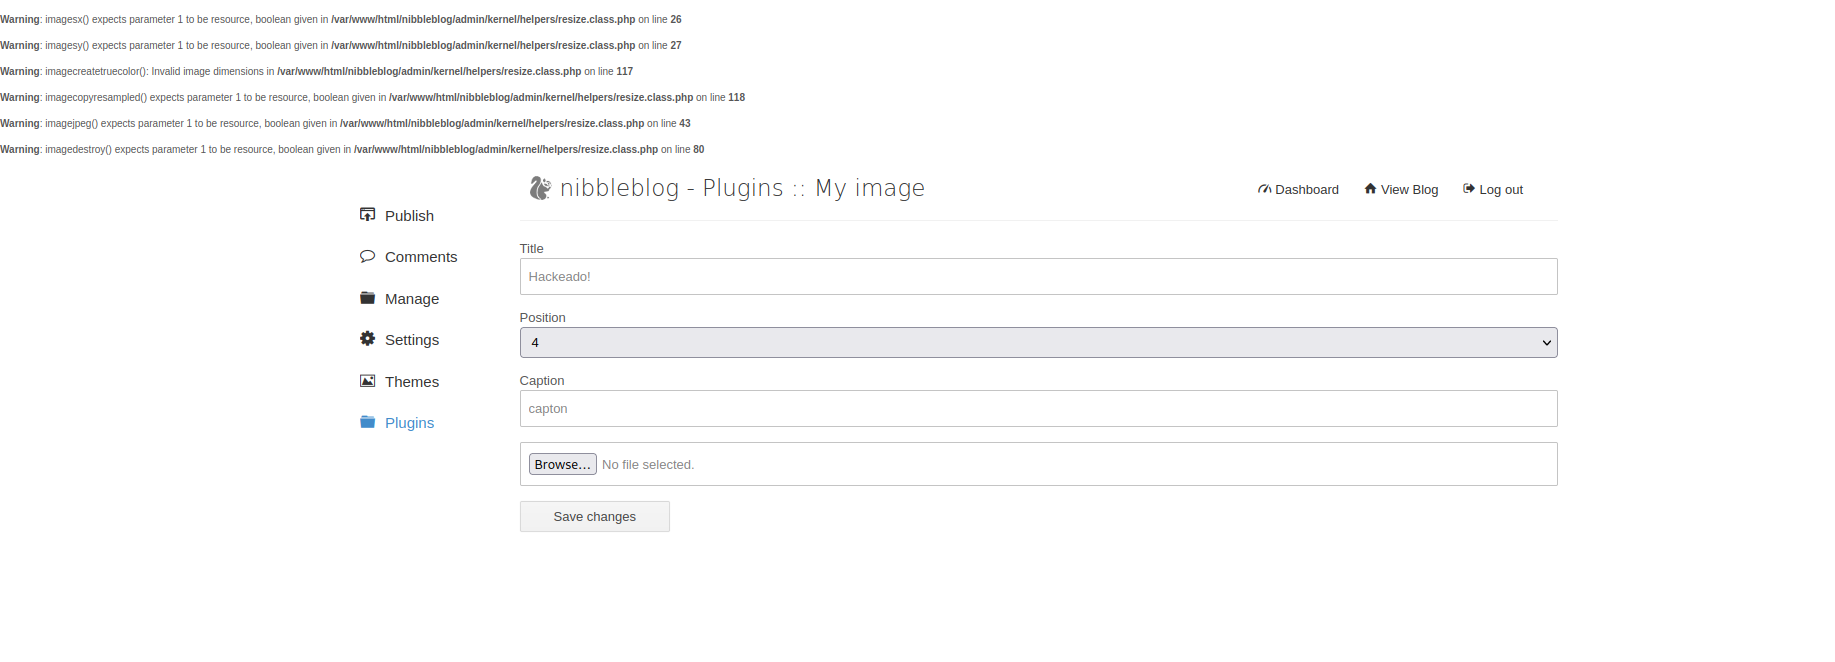 Warning: imagesx() expects parameter 1 to be resource, boolean given in /var/www/html/nibbleblog/admin/kernel/helpers/resize.class.php on line 26
Warning: imagesy() expects parameter 1 to be resource, boolean given in /var/www/html/nibbleblog/admin/kernel/helpers/resize.class.php on line 27
Warning: imagecreatetruecolor(): Invalid image dimensions in /var/www/html/nibbleblog/admin/kernel/helpers/resize.class.php on line 117
Warning: imagecopyresampled() expects parameter 1 to be resource, boolean given in /var/www/html/nibbleblog/admin/kernel/helpers/resize.class.php on line 118
Warning: imagejpeg() expects parameter 1 to be resource, boolean given in /var/www/html/nibbleblog/admin/kernel/helpers/resize.class.php on line 43
Warning: imagedestroy() expects parameter 1 to be resource, boolean given in /var/www/html/nibbleblog/admin/kernel/helpers/resize.class.php on line 80
nibbleblog - Plugins :: My image
Dashboard View Blog Log out
Publish
Comments
Manage
Settings
Themes
Plugins
Title
Hackeado!
Position
4
Caption
capton
Browse... No file selected.
Save changes